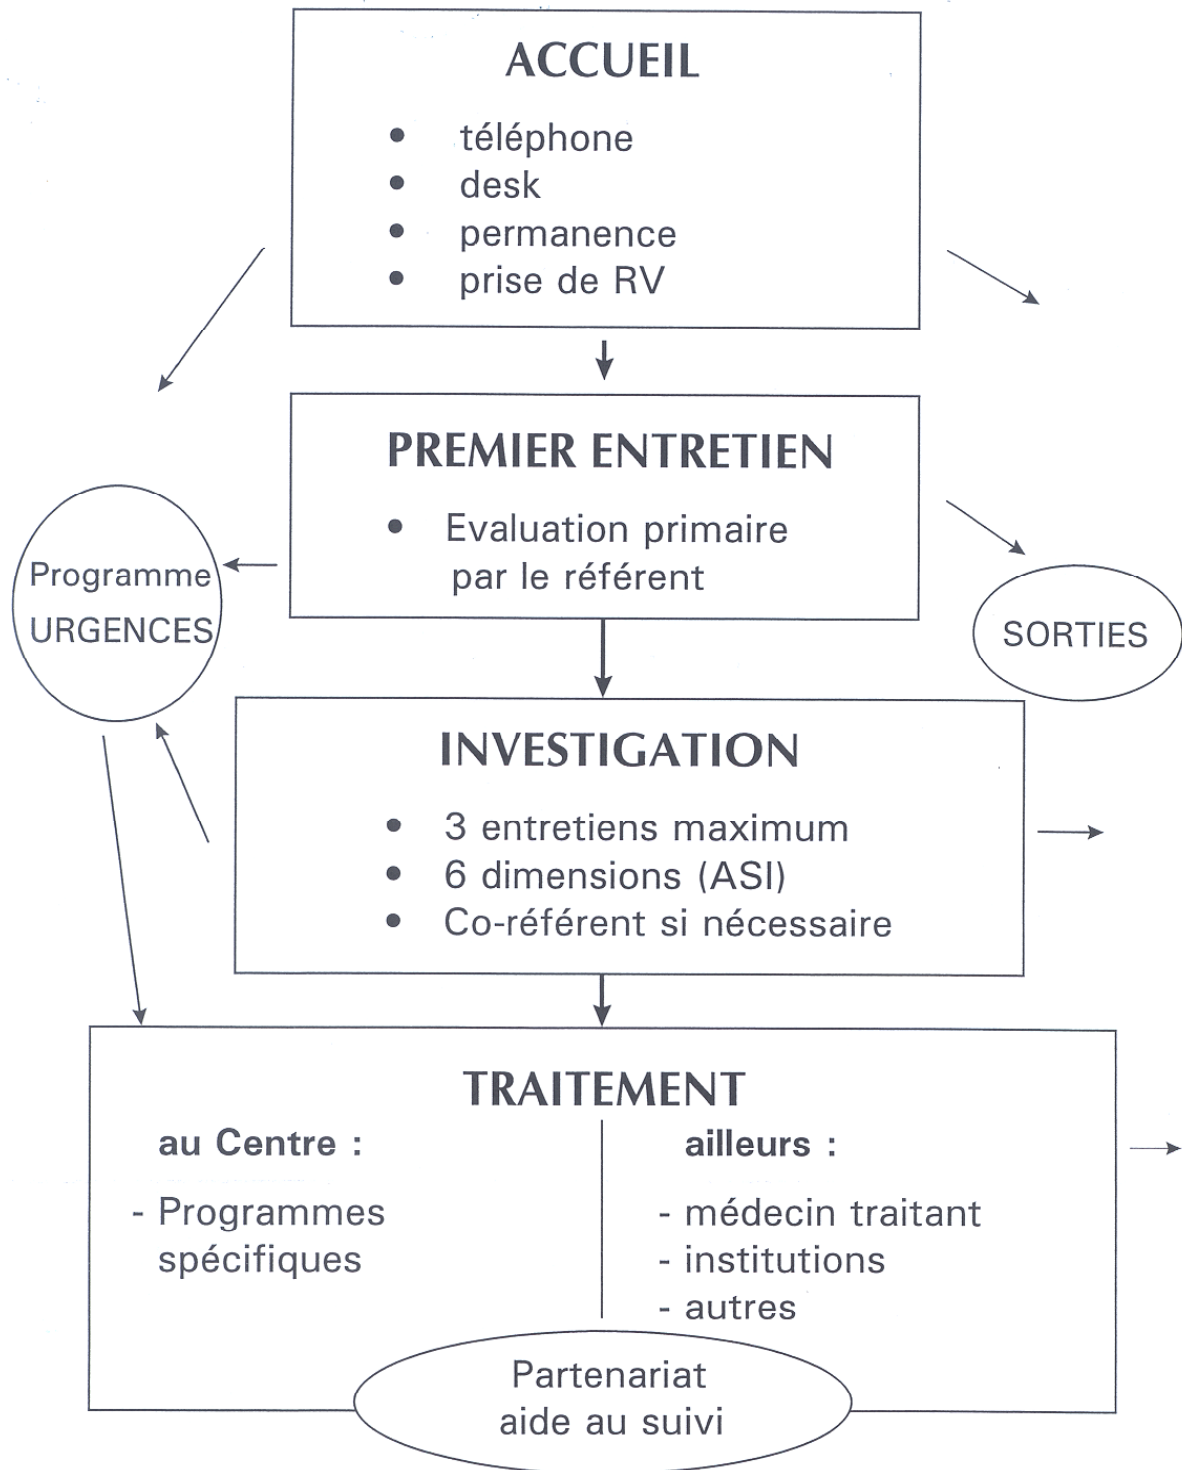 ACCUEIL
• téléphone
• desk
• permanence
• prise de RV
PREMIER ENTRETIEN
• Evaluation primaire
par le référent
Programme
URGENCES
SORTIES
INVESTIGATION
• 3 entretiens maximum
• 6 dimensions (ASI)
• Co-référent si nécessaire
TRAITEMENT
au Centre :
- Programmes
spécifiques
ailleurs :
- médecin traitant
- institutions
- autres
Partenariat
aide au suivi